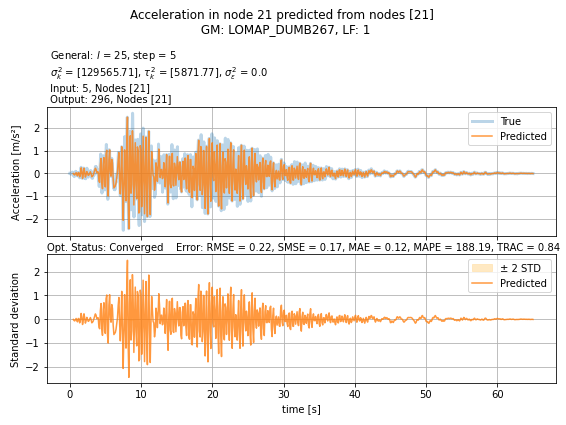 Acceleration in node 21 predicted from nodes [21]
GM: LOMAP_DUMB267, LF: 1
General: l = 25, step = 5
σ²ₖ = [129565.71], τ²ₖ = [5871.77], σ²ε = 0.0
Input: 5, Nodes [21]
Output: 296, Nodes [21]
Acceleration [m/s²]
2
1
0
−1
−2
True
Predicted
Opt. Status: Converged Error: RMSE = 0.22, SMSE = 0.17, MAE = 0.12, MAPE = 188.19, TRAC = 0.84
Standard deviation
2
1
0
−1
−2
± 2 STD
Predicted
0 10 20 30 40 50 60
time [s]